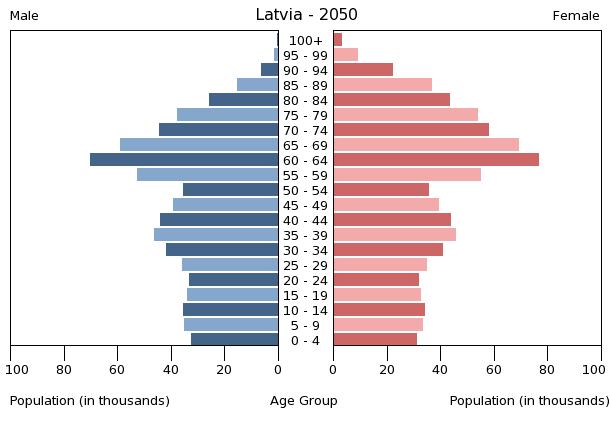 Male Latvia - 2050 Female
100+
95 - 99
90 - 94
85 - 89
80 - 84
75 - 79
70 - 74
65 - 69
60 - 64
55 - 59
50 - 54
45 - 49
40 - 44
35 - 39
30 - 34
25 - 29
20 - 24
15 - 19
10 - 14
5 - 9
0 - 4
100 80 60 40 20 0 0 20 40 60 80 100
Population (in thousands) Age Group Population (in thousands)